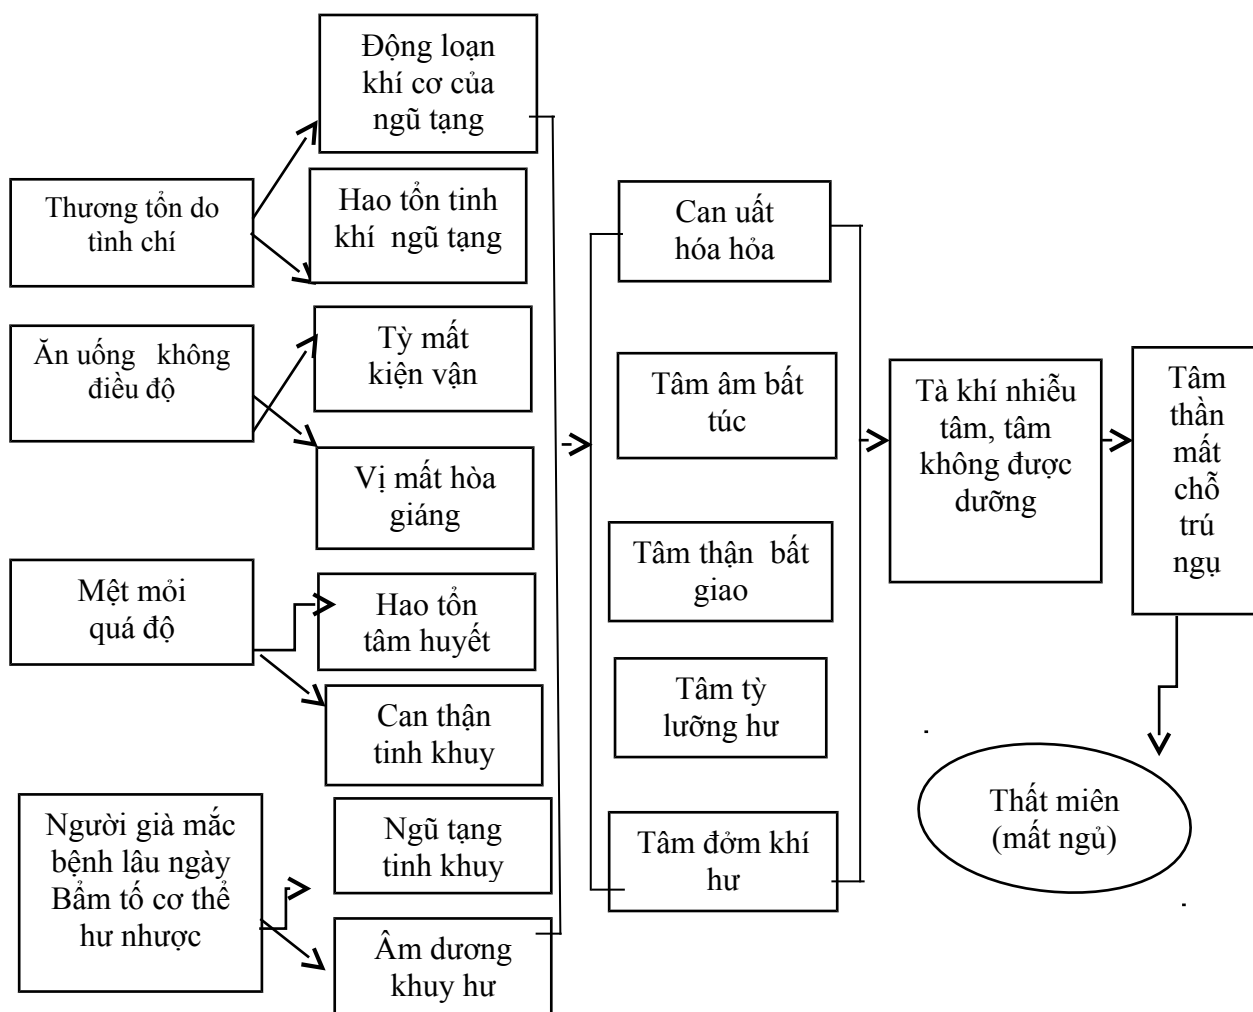 Động loạn
khí cơ của
ngũ tạng
Thương tổn do
tình chí
Hao tổn tinh
khí ngũ tạng
Can uất
hóa hỏa
Ăn uống không
điều độ
Tỳ mất
kiện vận
Tâm âm bất
túc
Tà khí nhiễu
tâm, tâm
không được
dưỡng
Tâm
thần
mất
chỗ
trú
ngụ
Vị mất hòa
giáng
Tâm thận bất
giao
Mệt mỏi
quá độ
Hao tổn
tâm huyết
Can thận
tinh khuy
Tâm tỳ
lưỡng hư
Người già mắc
bệnh lâu ngày
Bẩm tố cơ thể
hư nhược
Ngũ tạng
tinh khuy
Tâm đởm khí
hư
Thất miên
(mất ngủ)
Âm dương
khuy hư